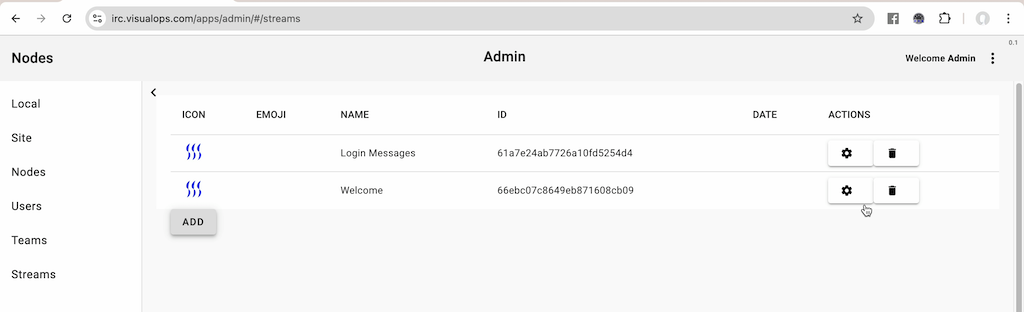 irc.visualops.com/apps/admin/#/streams
0.1
Nodes
Admin
Welcome Admin
Local
Site
Nodes
Users
Teams
Streams
ICON EMOJI NAME ID DATE ACTIONS
Login Messages 61a7e24ab7726a10fd5254d4
Welcome 66ebc07c8649eb871608cb09
ADD